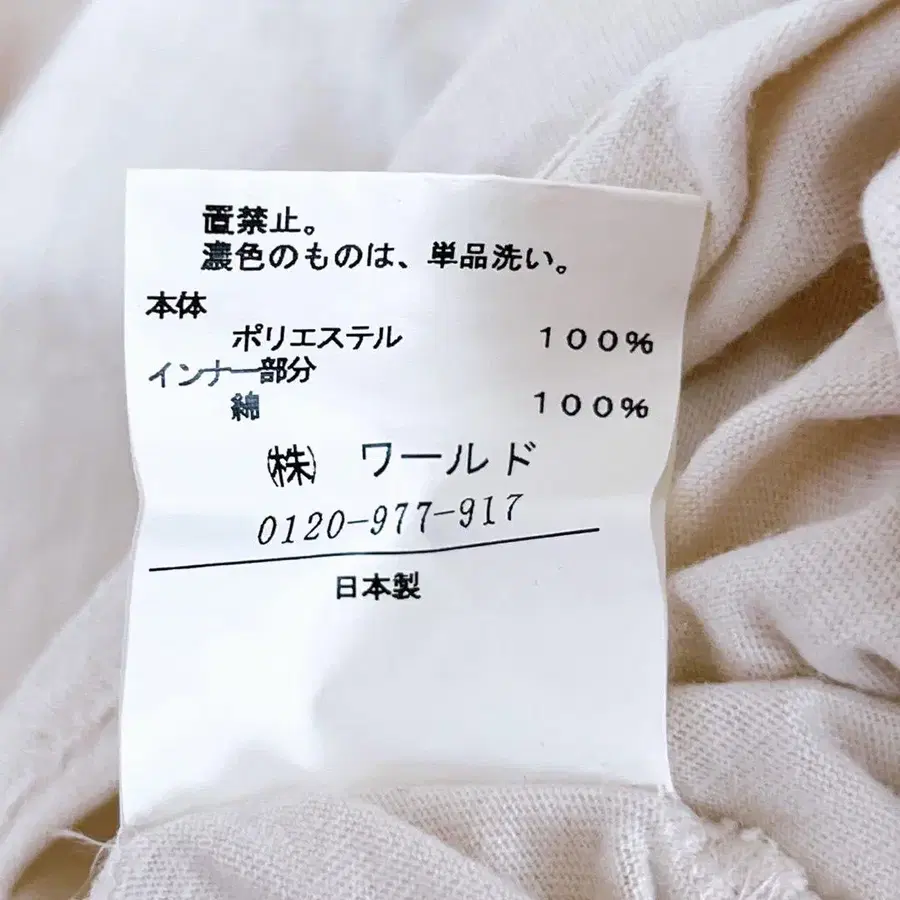 置禁止。
濃色のものは、単品洗い。
本体
ポリエステル １００％
インナー部分
綿 １００％
㈱ ワールド
0120-977-917
日本製